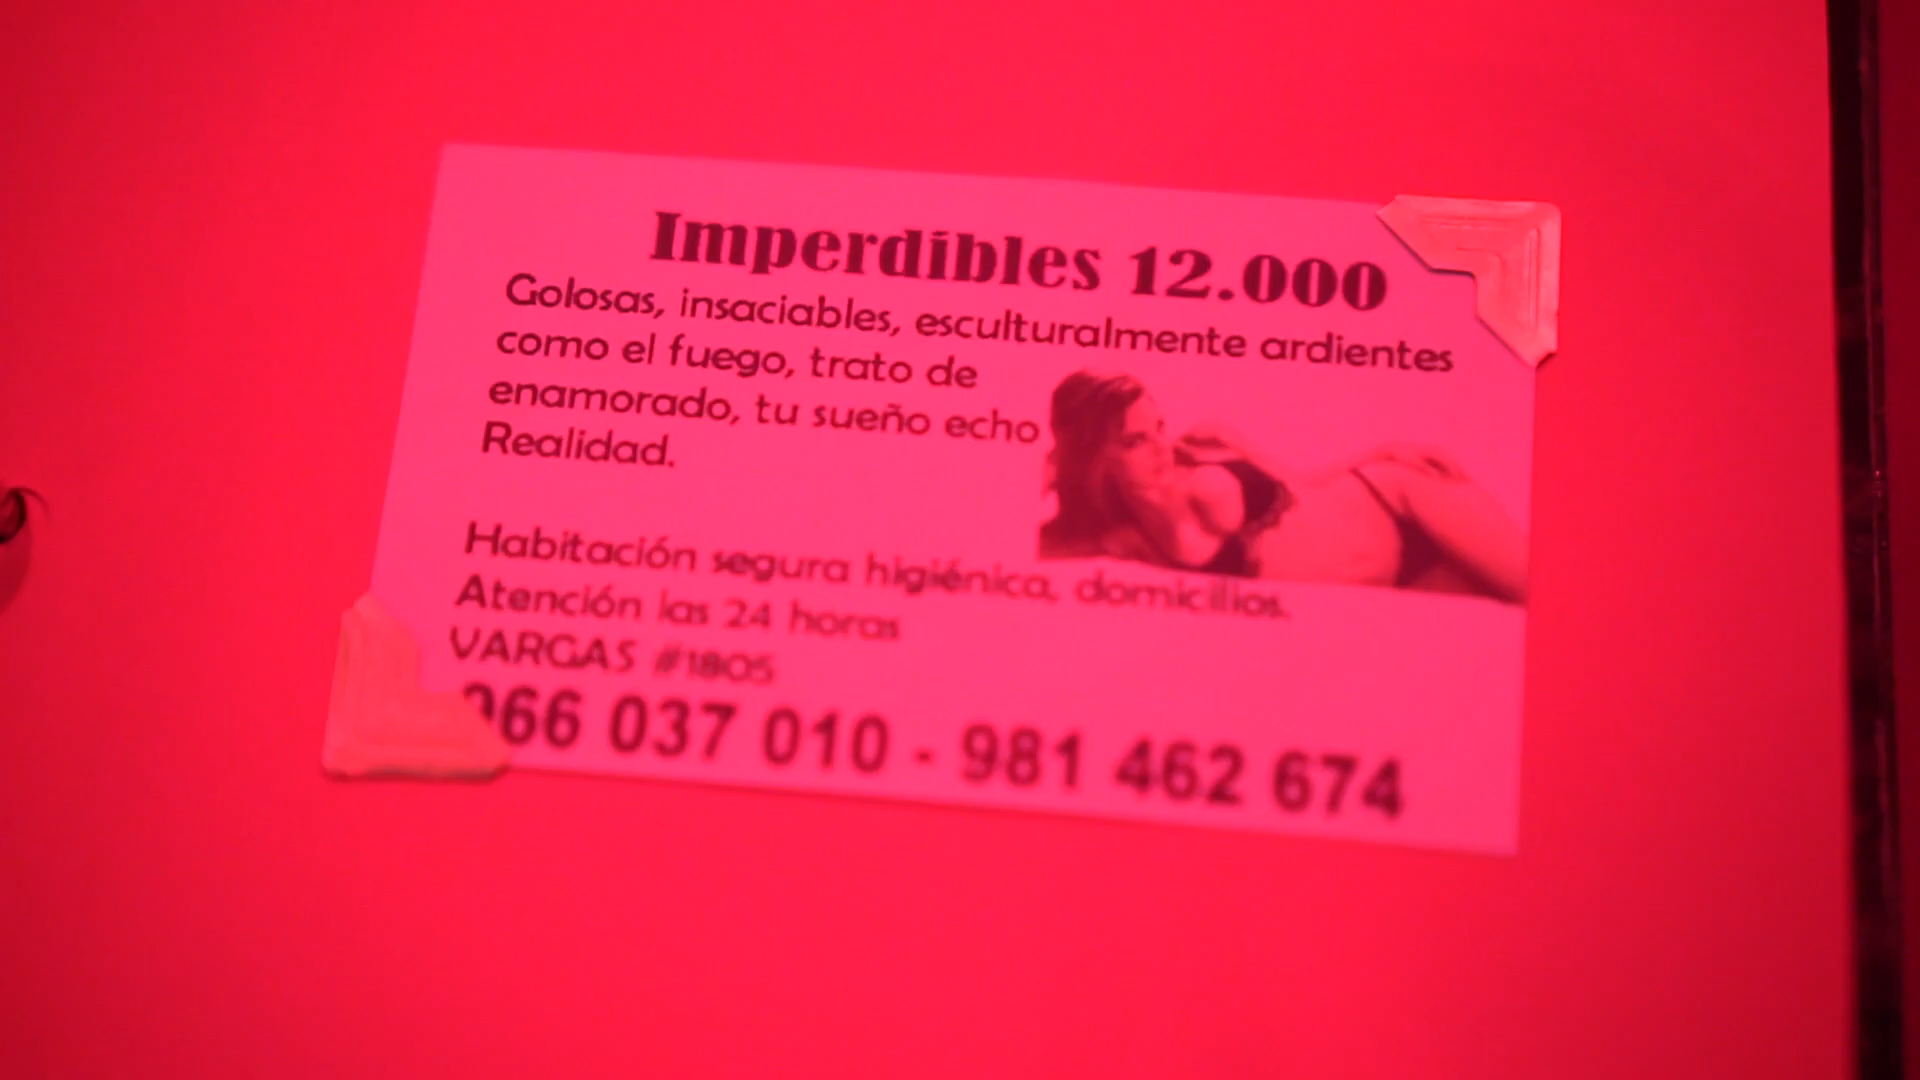 Imperdibles 12.000
Golosas, insaciables, esculturalmente ardientes
como el fuego, trato de
enamorado, tu sueño echo
Realidad.
Habitación segura higiénica, domicilios.
Atención las 24 horas
VARGAS #1805
066 037 010 - 981 462 674